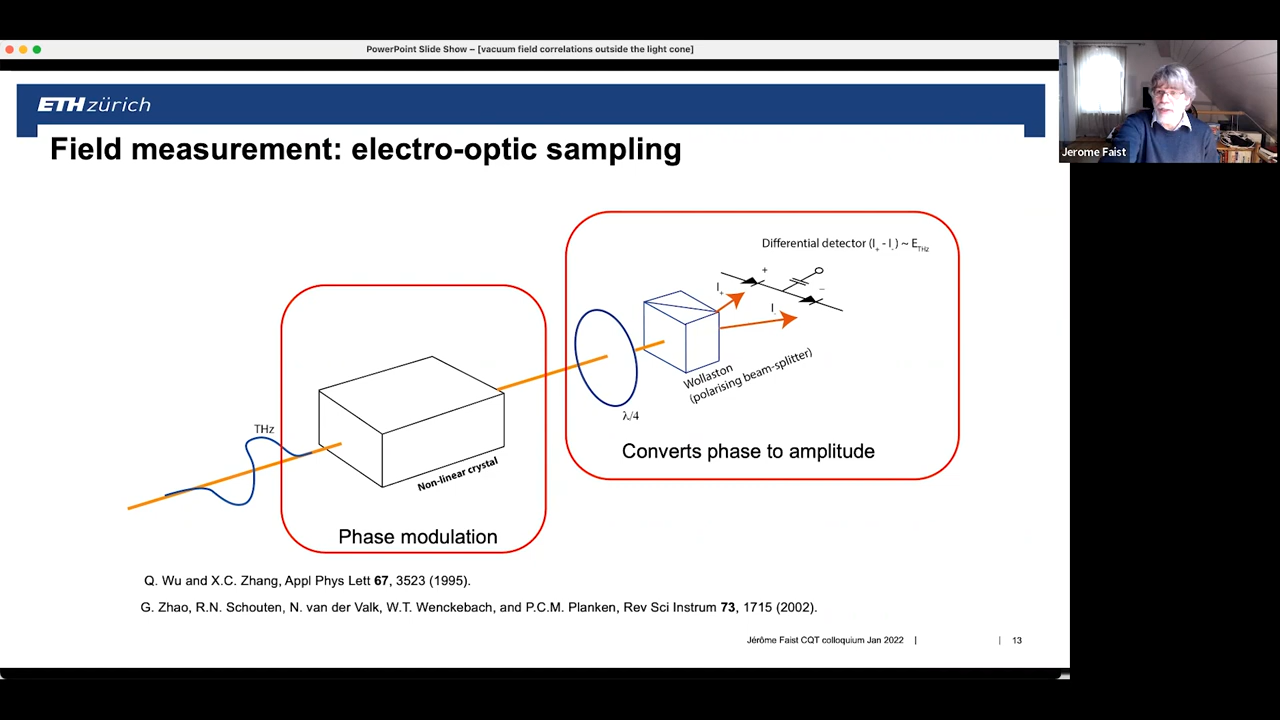 PowerPoint Slide Show – [vacuum field correlations outside the light cone]
ETH zürich
Jerome Faist
Field measurement: electro-optic sampling
Differential detector (I+ - I-) ~ ETHz
+
I+
–
I-
Wollaston
(polarising beam-splitter)
λ/4
THz
Non-linear crystal
Converts phase to amplitude
Phase modulation
Q. Wu and X.C. Zhang, Appl Phys Lett 67, 3523 (1995).
G. Zhao, R.N. Schouten, N. van der Valk, W.T. Wenckebach, and P.C.M. Planken, Rev Sci Instrum 73, 1715 (2002).
Jérôme Faist CQT colloquium Jan 2022 | | 13